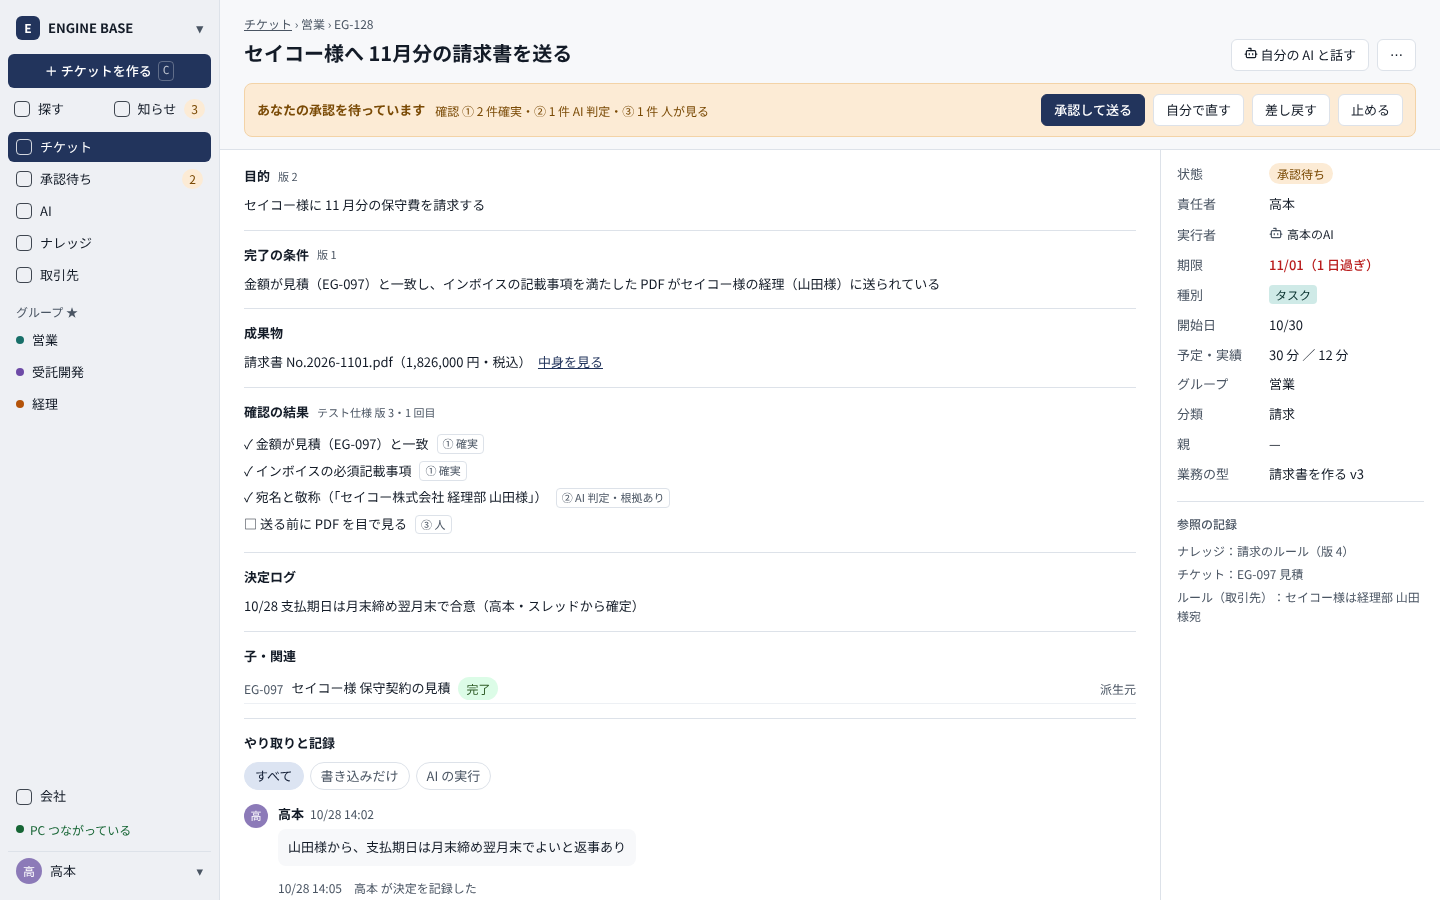 E ENGINE BASE ▾
＋ チケットを作る C
探す 知らせ 3
チケット
承認待ち 2
AI
ナレッジ
取引先
グループ ★
営業
受託開発
経理
会社
PC つながっている
高 高本 ▾
チケット › 営業 › EG-128
セイコー様へ 11月分の請求書を送る
自分の AI と話す …
あなたの承認を待っています 確認 ① 2 件確実・② 1 件 AI 判定・③ 1 件 人が見る
承認して送る 自分で直す 差し戻す 止める
目的 版 2
セイコー様に 11 月分の保守費を請求する
完了の条件 版 1
金額が見積（EG-097）と一致し、インボイスの記載事項を満たした PDF がセイコー様の経理（山田様）に送られている
成果物
請求書 No.2026-1101.pdf（1,826,000 円・税込） 中身を見る
確認の結果 テスト仕様 版 3・1 回目
✓ 金額が見積（EG-097）と一致 ① 確実
✓ インボイスの必須記載事項 ① 確実
✓ 宛名と敬称（「セイコー株式会社 経理部 山田様」） ② AI 判定・根拠あり
☐ 送る前に PDF を目で見る ③ 人
決定ログ
10/28 支払期日は月末締め翌月末で合意（高本・スレッドから確定）
子・関連
EG-097 セイコー様 保守契約の見積 完了 派生元
やり取りと記録
すべて 書き込みだけ AI の実行
高 高本 10/28 14:02
山田様から、支払期日は月末締め翌月末でよいと返事あり
10/28 14:05 高本 が決定を記録した
状態 承認待ち
責任者 高本
実行者 高本のAI
期限 11/01（1 日過ぎ）
種別 タスク
開始日 10/30
予定・実績 30 分 ／ 12 分
グループ 営業
分類 請求
親 —
業務の型 請求書を作る v3
参照の記録
ナレッジ：請求のルール（版 4）
チケット：EG-097 見積
ルール（取引先）：セイコー様は経理部 山田
様宛